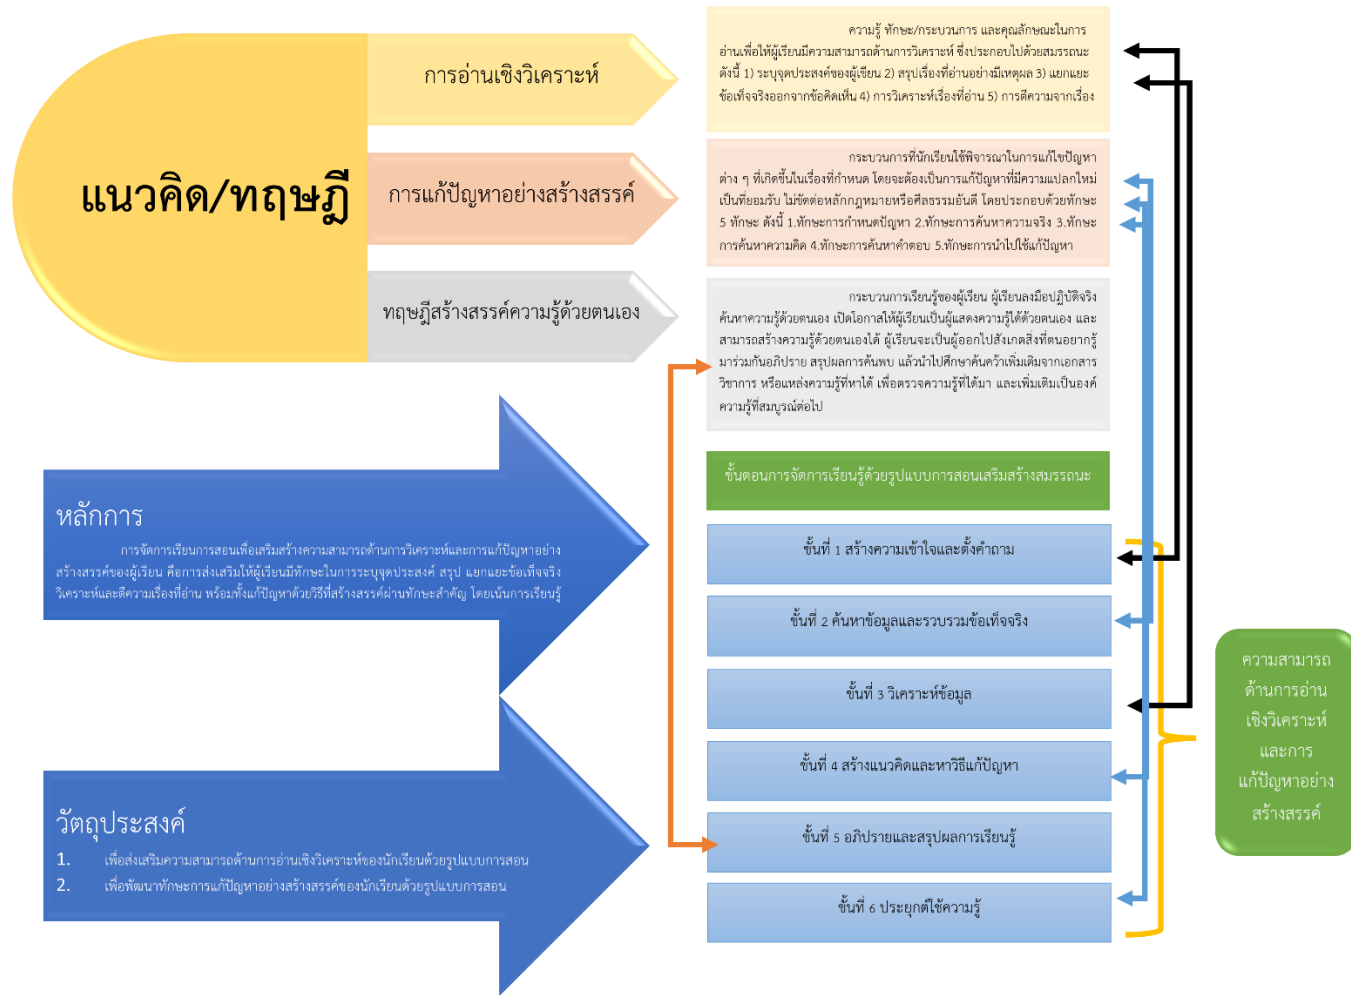 แนวคิด/ทฤษฎี
การอ่านเชิงวิเคราะห์
ความรู้ ทักษะ/กระบวนการ และคุณลักษณะในการ
อ่านเพื่อให้ผู้เรียนมีความสามารถด้านการวิเคราะห์ ซึ่งประกอบไปด้วยสมรรถนะ
ดังนี้ 1) ระบุจุดประสงค์ของผู้เขียน 2) สรุปเรื่องที่อ่านอย่างมีเหตุผล 3) แยกแยะ
ข้อเท็จจริงออกจากข้อคิดเห็น 4) การวิเคราะห์เรื่องที่อ่าน 5) การตีความจากเรื่อง
การแก้ปัญหาอย่างสร้างสรรค์
กระบวนการที่นักเรียนใช้พิจารณาในการแก้ไขปัญหา
ต่าง ๆ ที่เกิดขึ้นในเรื่องที่กำหนด โดยจะต้องเป็นการแก้ปัญหาที่มีความแปลกใหม่
เป็นที่ยอมรับ ไม่ขัดต่อหลักกฎหมายหรือศีลธรรมอันดี โดยประกอบด้วยทักษะ
5 ทักษะ ดังนี้ 1.ทักษะการกำหนดปัญหา 2.ทักษะการค้นหาความจริง 3.ทักษะ
การค้นหาความคิด 4.ทักษะการค้นหาคำตอบ 5.ทักษะการนำไปใช้แก้ปัญหา
ทฤษฎีสร้างสรรค์ความรู้ด้วยตนเอง
กระบวนการเรียนรู้ของผู้เรียน ผู้เรียนลงมือปฏิบัติจริง
ค้นหาความรู้ด้วยตนเอง เปิดโอกาสให้ผู้เรียนเป็นผู้แสดงความรู้ได้ด้วยตนเอง และ
สามารถสร้างความรู้ด้วยตนเองได้ ผู้เรียนจะเป็นผู้ออกไปสังเกตสิ่งที่ตนอยากรู้
มาร่วมกันอภิปราย สรุปผลการค้นพบ แล้วนำไปศึกษาค้นคว้าเพิ่มเติมจากเอกสาร
วิชาการ หรือแหล่งความรู้ที่หาได้ เพื่อตรวจความรู้ที่ได้มา และเพิ่มเติมเป็นองค์
ความรู้ที่สมบูรณ์ต่อไป
หลักการ
การจัดการเรียนการสอนเพื่อเสริมสร้างความสามารถด้านการวิเคราะห์และการแก้ปัญหาอย่าง
สร้างสรรค์ของผู้เรียน คือการส่งเสริมให้ผู้เรียนมีทักษะในการระบุจุดประสงค์ สรุป แยกแยะข้อเท็จจริง
วิเคราะห์และตีความเรื่องที่อ่าน พร้อมทั้งแก้ปัญหาด้วยวิธีที่สร้างสรรค์ผ่านทักษะสำคัญ โดยเน้นการเรียนรู้
วัตถุประสงค์
1. เพื่อส่งเสริมความสามารถด้านการอ่านเชิงวิเคราะห์ของนักเรียนด้วยรูปแบบการสอน
2. เพื่อพัฒนาทักษะการแก้ปัญหาอย่างสร้างสรรค์ของนักเรียนด้วยรูปแบบการสอน
ขั้นตอนการจัดการเรียนรู้ด้วยรูปแบบการสอนเสริมสร้างสมรรถนะ
ขั้นที่ 1 สร้างความเข้าใจและตั้งคำถาม
ขั้นที่ 2 ค้นหาข้อมูลและรวบรวมข้อเท็จจริง
ขั้นที่ 3 วิเคราะห์ข้อมูล
ขั้นที่ 4 สร้างแนวคิดและหาวิธีแก้ปัญหา
ขั้นที่ 5 อภิปรายและสรุปผลการเรียนรู้
ขั้นที่ 6 ประยุกต์ใช้ความรู้
ความสามารถ
ด้านการอ่าน
เชิงวิเคราะห์
และการ
แก้ปัญหาอย่าง
สร้างสรรค์